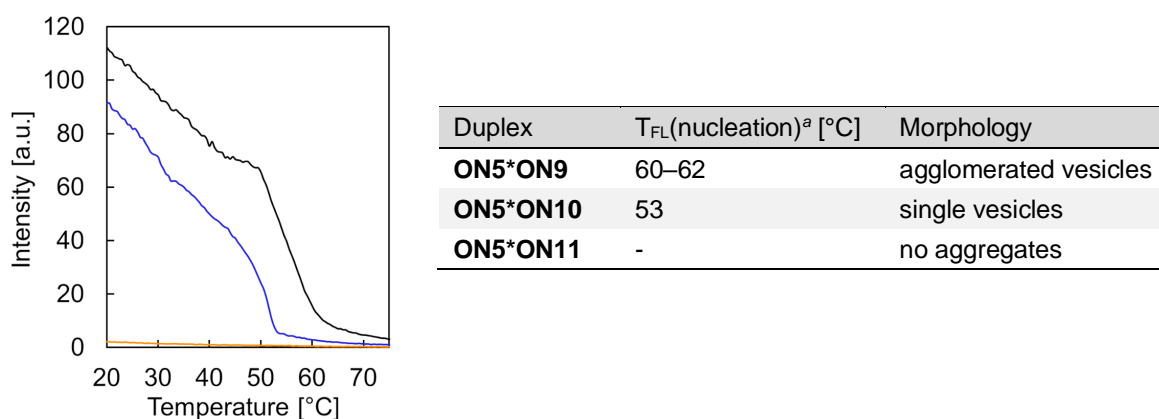 120
100
80
60
40
20
0
Intensity [a.u.]
20 30 40 50 60 70
Temperature [°C]
Duplex T_FL(nucleation)^a [°C] Morphology
ON5*ON9 60–62 agglomerated vesicles
ON5*ON10 53 single vesicles
ON5*ON11 - no aggregates